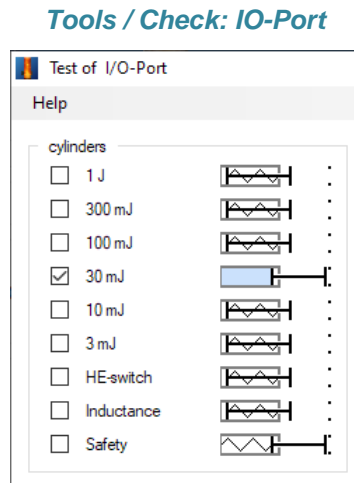 Tools / Check: IO-Port
Test of I/O-Port
Help
cylinders
1 J
300 mJ
100 mJ
30 mJ
10 mJ
3 mJ
HE-switch
Inductance
Safety